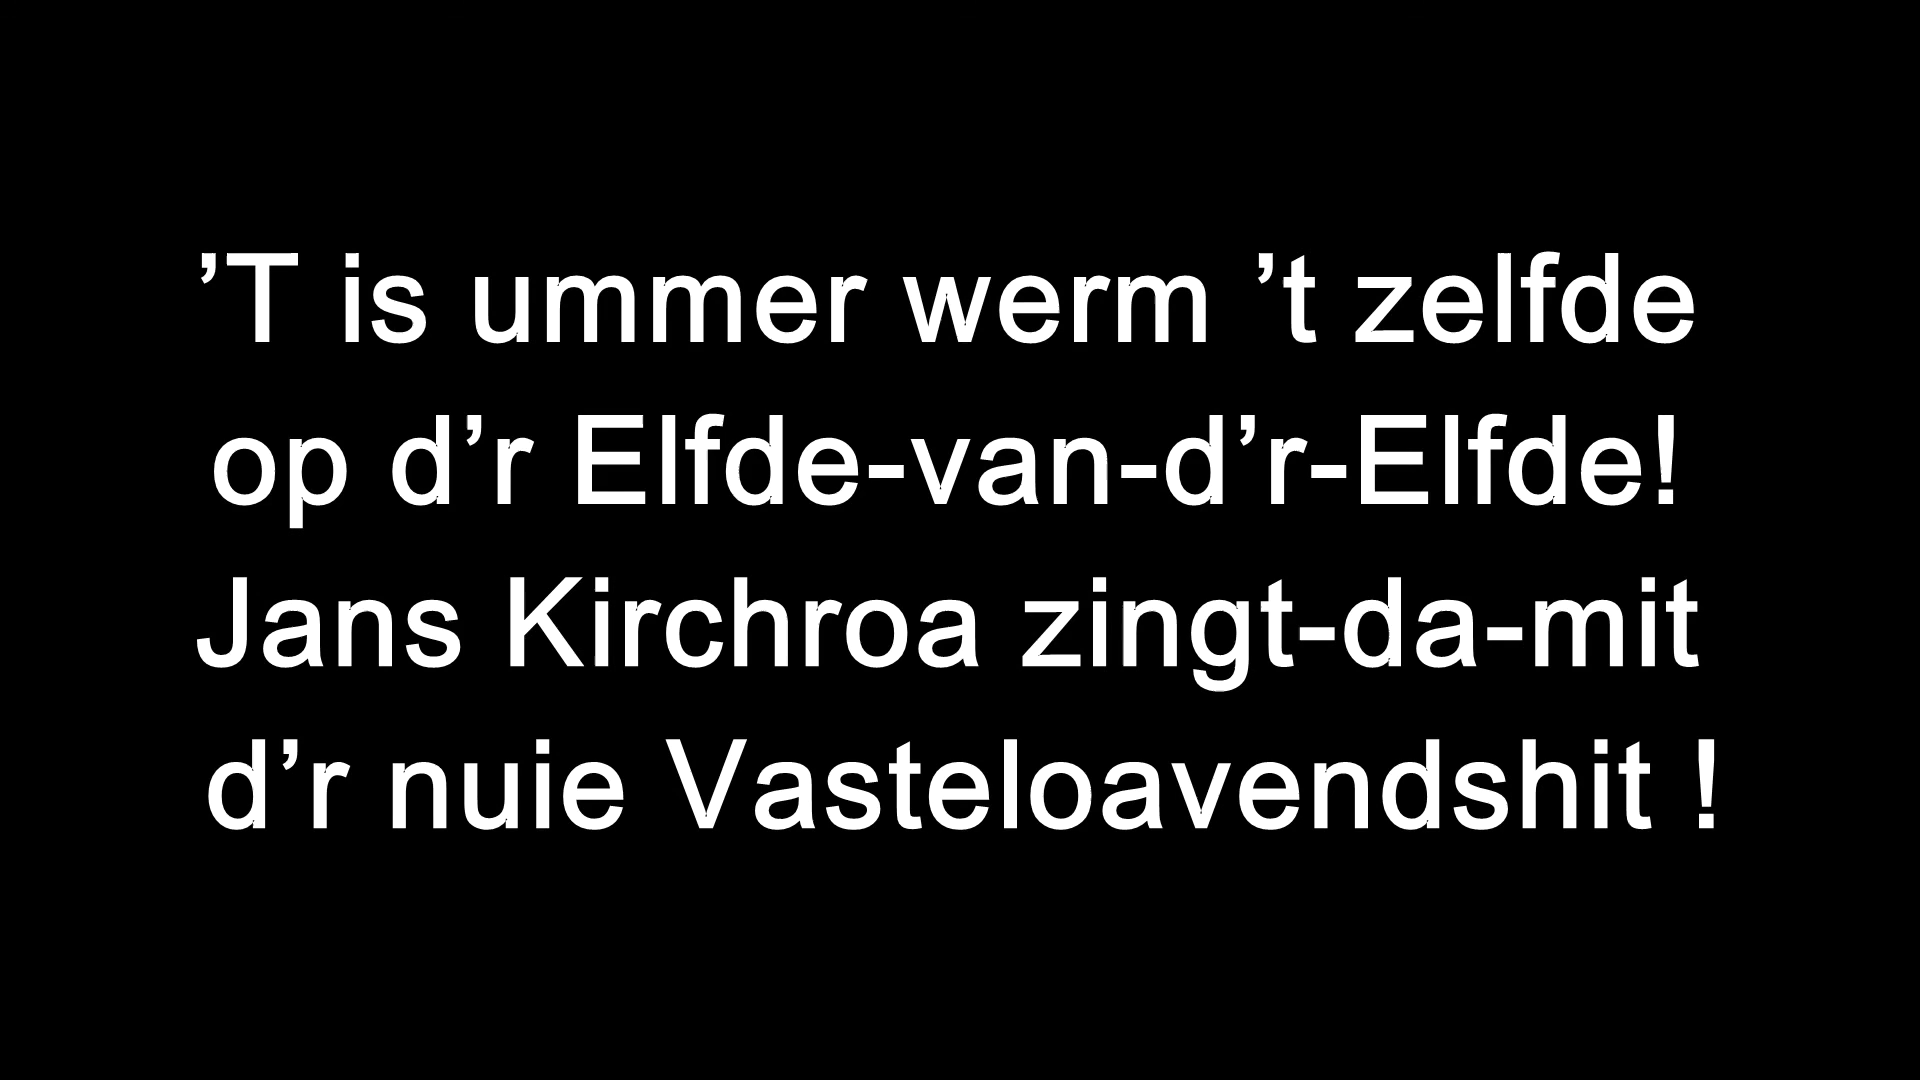 ’T is ummer werm ’t zelfde
op d’r Elfde-van-d’r-Elfde!
Jans Kirchroa zingt-da-mit
d’r nuie Vasteloavendshit !